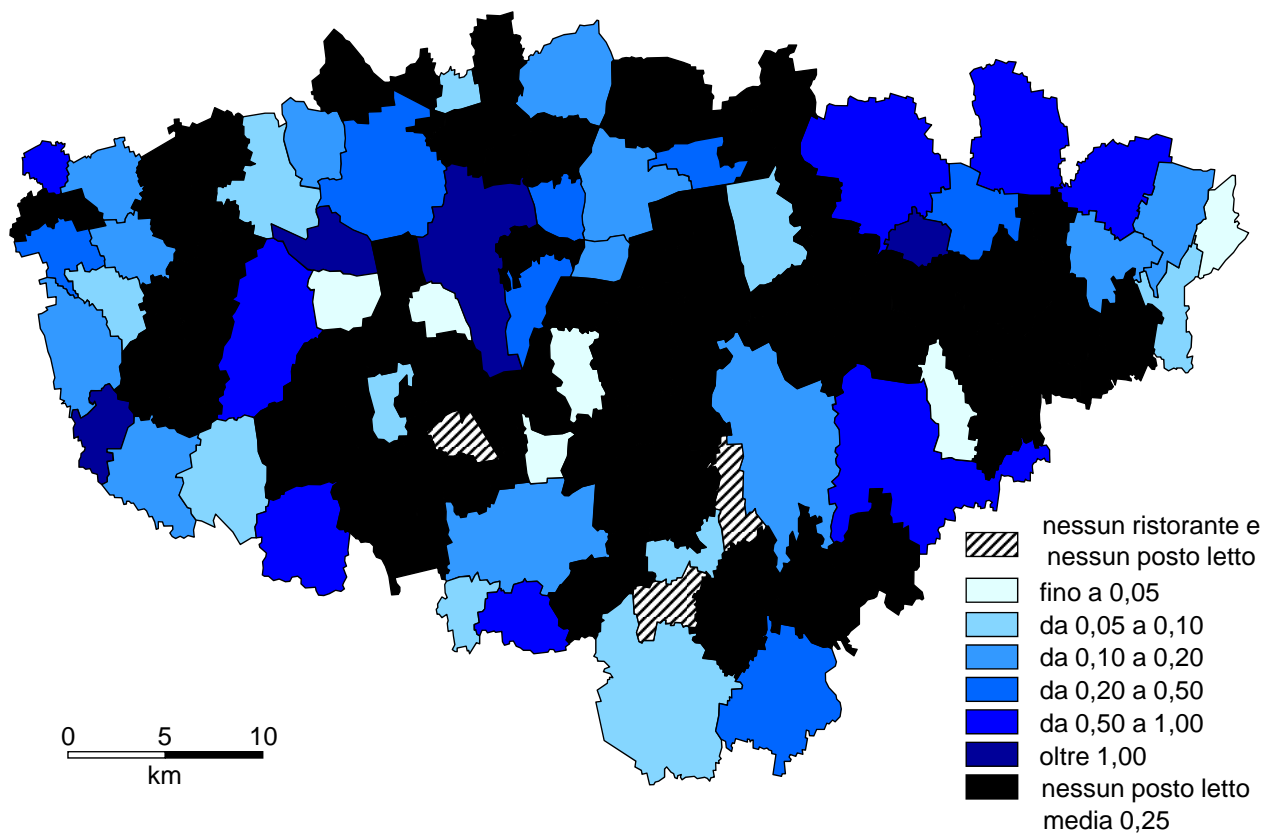 nessun ristorante e
nessun posto letto
fino a 0,05
da 0,05 a 0,10
da 0,10 a 0,20
da 0,20 a 0,50
da 0,50 a 1,00
oltre 1,00
nessun posto letto
media 0,25
0 5 10
km